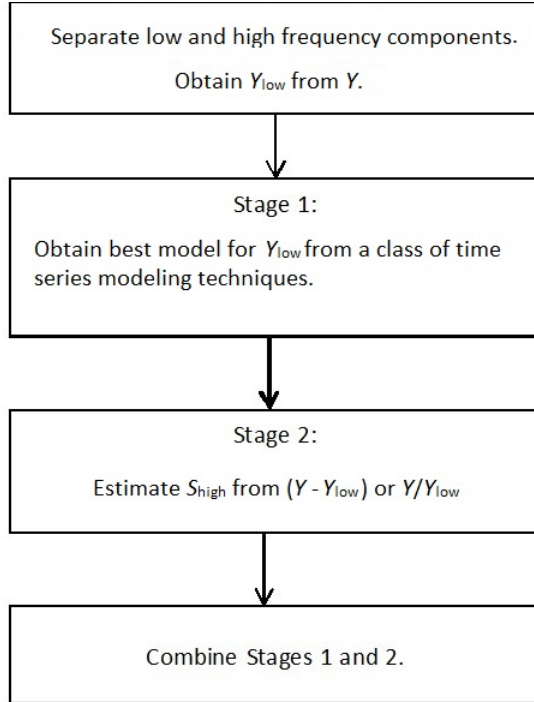 Separate low and high frequency components.
Obtain Ylow from Y.
Stage 1:
Obtain best model for Ylow from a class of time
series modeling techniques.
Stage 2:
Estimate Shigh from (Y - Ylow) or Y/Ylow
Combine Stages 1 and 2.